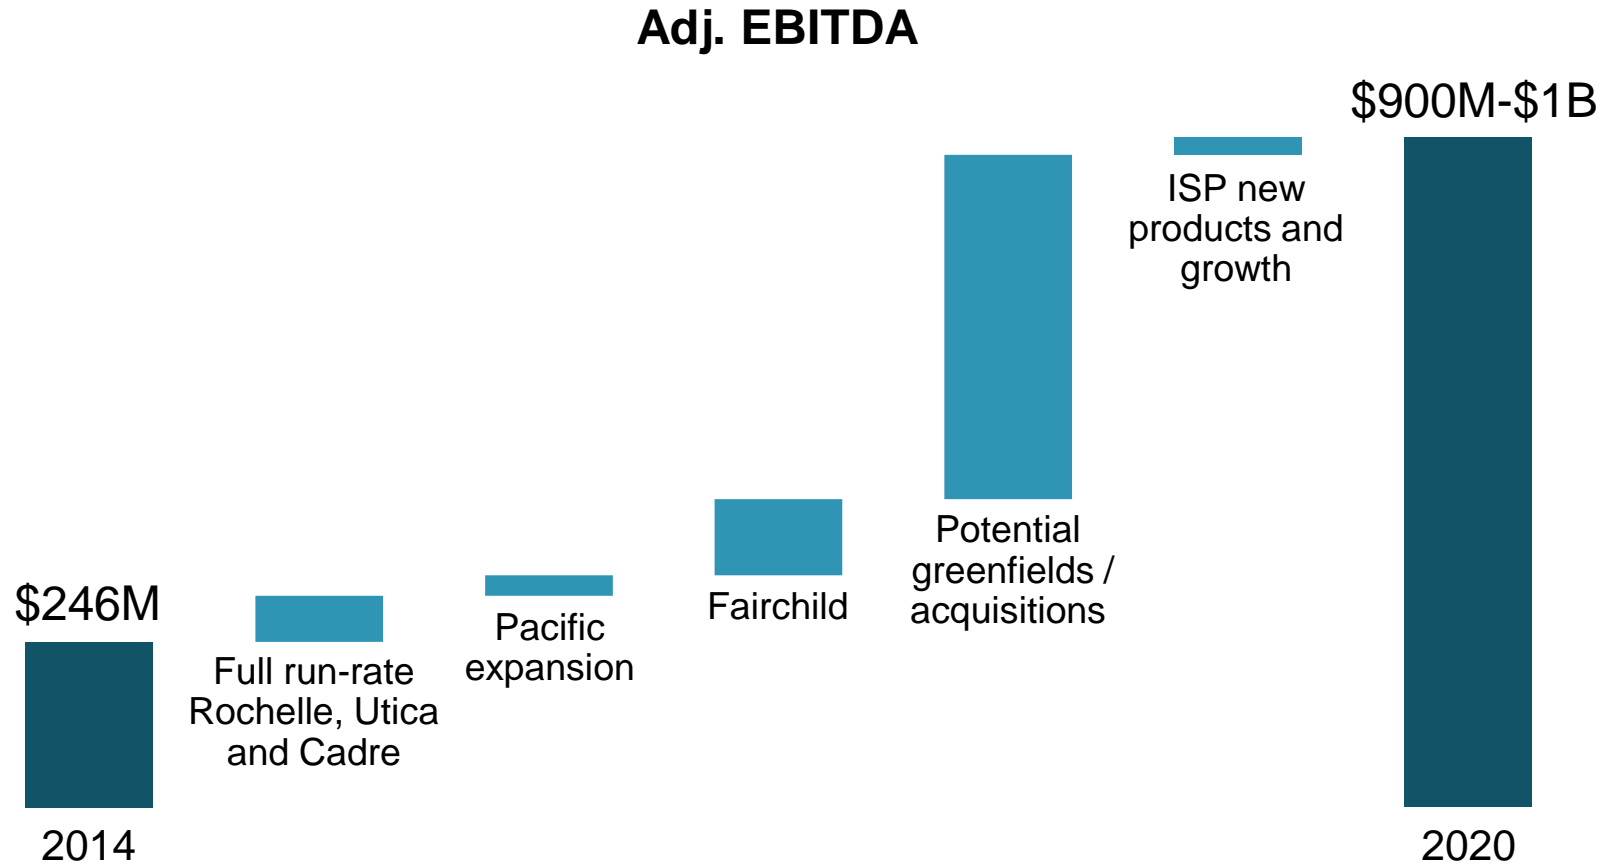 Adj. EBITDA
$246M
2014
Full run-rate
Rochelle, Utica
and Cadre
Pacific
expansion
Fairchild
Potential
greenfields /
acquisitions
ISP new
products and
growth
$900M-$1B
2020